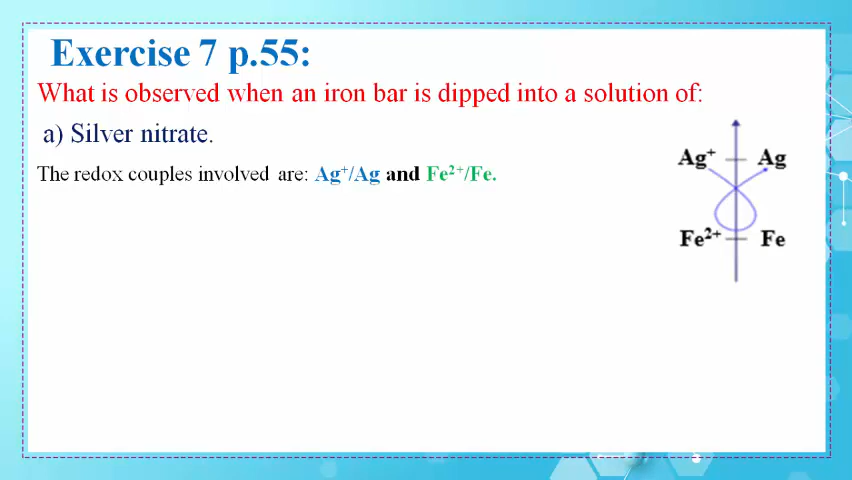 Exercise 7 p.55:
What is observed when an iron bar is dipped into a solution of:
a) Silver nitrate.
The redox couples involved are: Ag⁺/Ag and Fe²⁺/Fe.
Ag⁺ Ag
Fe²⁺ Fe